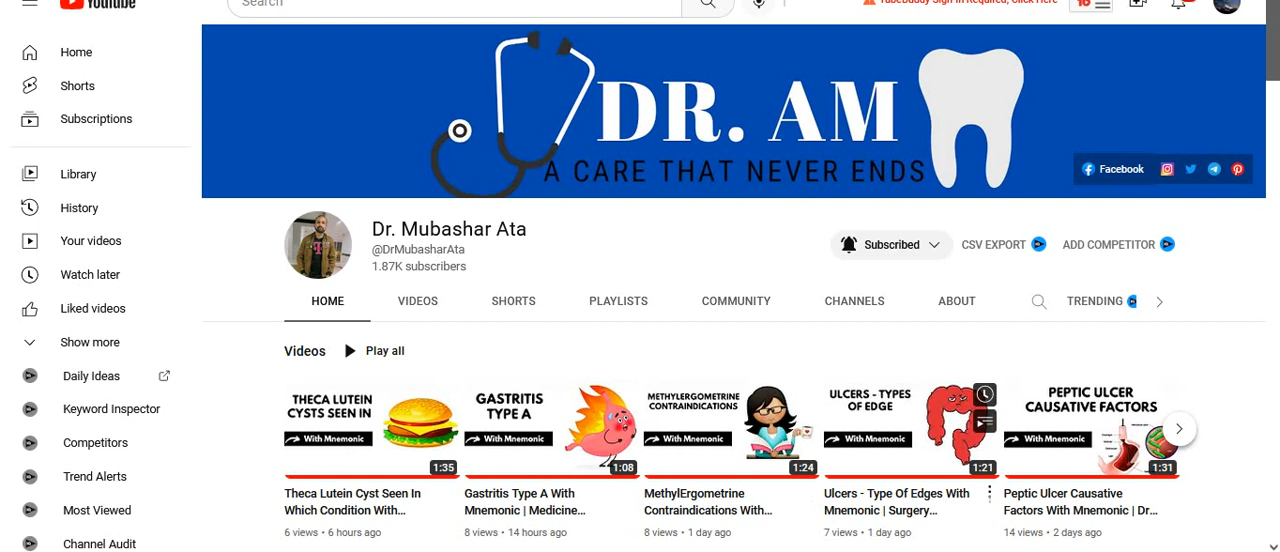 YouTube
Search
TubeBuddy Sign In Required, Click Here
Home
Shorts
Subscriptions
Library
History
Your videos
Watch later
Liked videos
Show more
Daily Ideas
Keyword Inspector
Competitors
Trend Alerts
Most Viewed
Channel Audit
DR. AM
A CARE THAT NEVER ENDS
Facebook
Dr. Mubashar Ata
@DrMubasharAta
1.87K subscribers
Subscribed
CSV EXPORT
ADD COMPETITOR
HOME VIDEOS SHORTS PLAYLISTS COMMUNITY CHANNELS ABOUT TRENDING
Videos Play all
THECA LUTEIN
CYSTS SEEN IN
With Mnemonic
1:35
Theca Lutein Cyst Seen In
Which Condition With...
6 views • 6 hours ago
GASTRITIS
TYPE A
With Mnemonic
1:08
Gastritis Type A With
Mnemonic | Medicine...
8 views • 14 hours ago
METHYLERGOMETRINE
CONTRAINDICATIONS
With Mnemonic
1:24
MethylErgometrine
Contraindications With...
8 views • 1 day ago
ULCERS - TYPES
OF EDGE
With Mnemonic
1:21
Ulcers - Type Of Edges With
Mnemonic | Surgery...
7 views • 1 day ago
PEPTIC ULCER
CAUSATIVE FACTORS
With Mnemonic
1:31
Peptic Ulcer Causative
Factors With Mnemonic | Dr...
14 views • 2 days ago